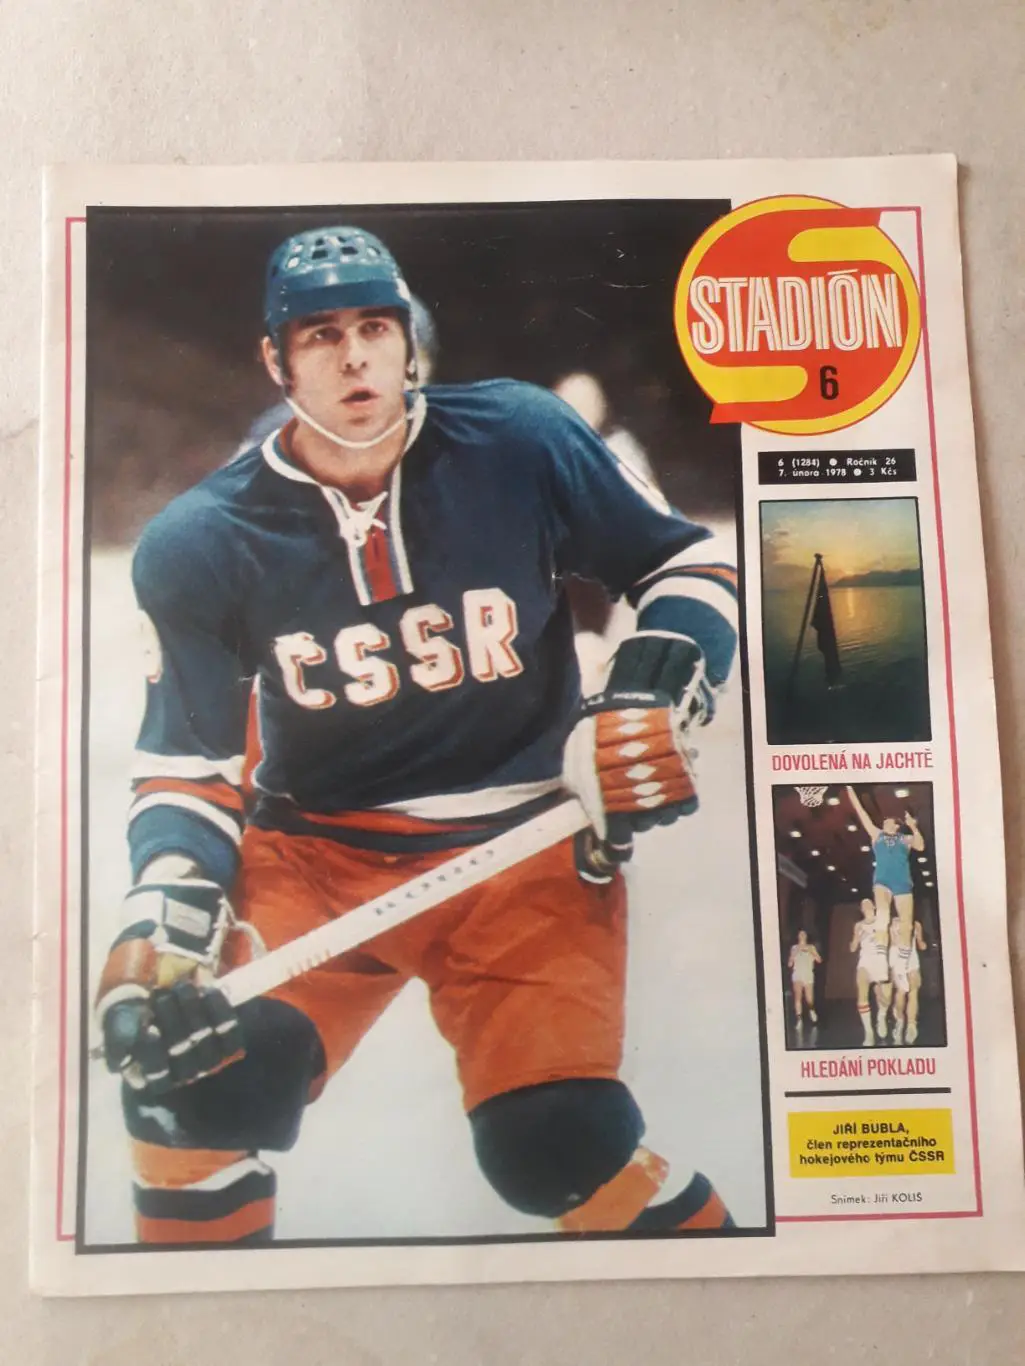 STADIÓN
6
6 (1284) ● Ročník 26
7. února 1978 ● 3 Kčs
ČSSR
DOVOLENÁ NA JACHTĚ
HLEDÁNÍ POKLADU
JIŘÍ BUBLA,
člen reprezentačního
hokejového týmu ČSSR
Snímek: Jiří KOLIŠ